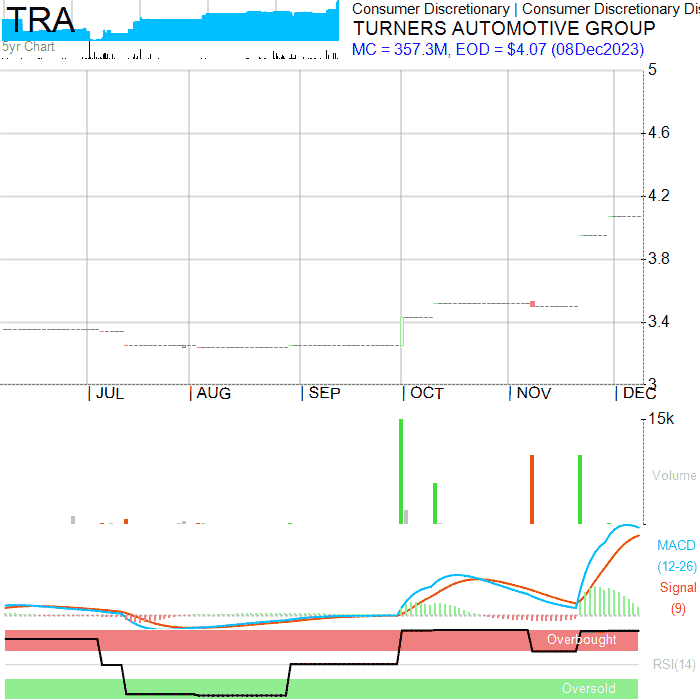 TRA
5yr Chart
Consumer Discretionary | Consumer Discretionary Dis
TURNERS AUTOMOTIVE GROUP
MC = 357.3M, EOD = $4.07 (08Dec2023)
5
4.6
4.2
3.8
3.4
3
JUL
AUG
SEP
OCT
NOV
DEC
15k
Volume
MACD
(12-26)
Signal
(9)
Overbought
RSI(14)
Oversold